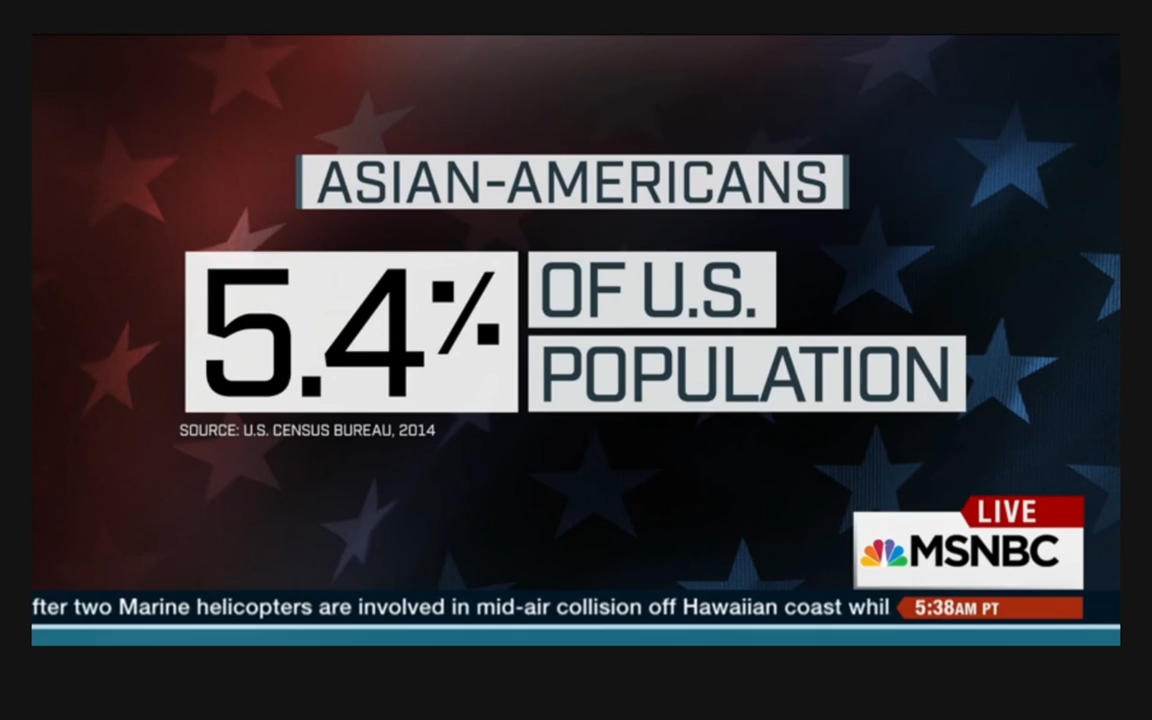 ASIAN-AMERICANS
5.4% OF U.S.
POPULATION
SOURCE: U.S. CENSUS BUREAU, 2014
LIVE
MSNBC
fter two Marine helicopters are involved in mid-air collision off Hawaiian coast whil
5:38AM PT